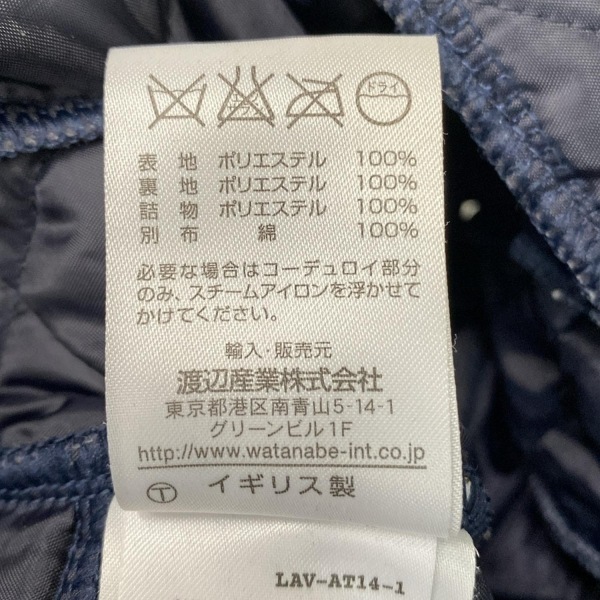 ドライ
表 地 ポリエステル 100%
裏 地 ポリエステル 100%
詰 物 ポリエステル 100%
別 布 綿 100%
必要な場合はコーデュロイ部分
のみ、スチームアイロンを浮かせて
かけてください。
輸入・販売元
渡辺産業株式会社
東京都港区南青山5-14-1
グリーンビル1F
http://www.watanabe-int.co.jp
Ⓣ イギリス製
LAV-AT14-1